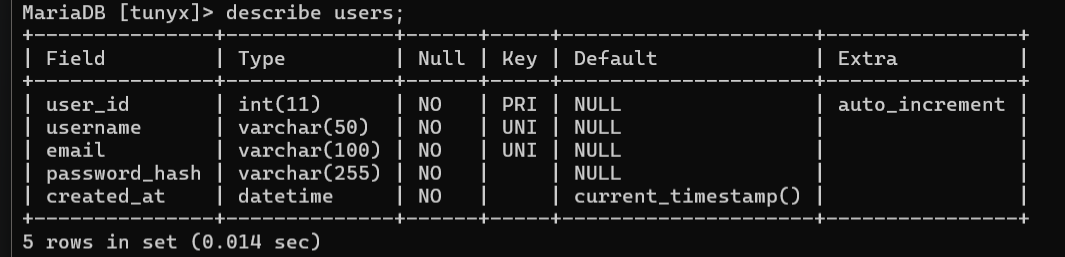 MariaDB [tunyx]> describe users;
+---------------+--------------+------+-----+---------------------+----------------+
| Field         | Type         | Null | Key | Default             | Extra          |
+---------------+--------------+------+-----+---------------------+----------------+
| user_id       | int(11)      | NO   | PRI | NULL                | auto_increment |
| username      | varchar(50)  | NO   | UNI | NULL                |                |
| email         | varchar(100) | NO   | UNI | NULL                |                |
| password_hash | varchar(255) | NO   |     | NULL                |                |
| created_at    | datetime     | NO   |     | current_timestamp() |                |
+---------------+--------------+------+-----+---------------------+----------------+
5 rows in set (0.014 sec)